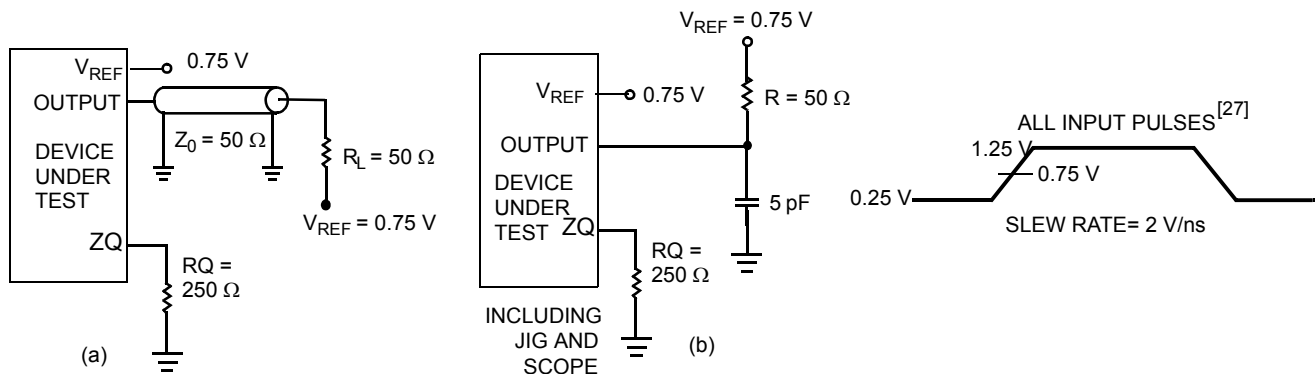 V_REF
0.75 V
OUTPUT
Z_0 = 50 Ω
DEVICE
UNDER
TEST
R_L = 50 Ω
V_REF = 0.75 V
ZQ
RQ =
250 Ω
(a)
V_REF = 0.75 V
V_REF
0.75 V
R = 50 Ω
OUTPUT
DEVICE
UNDER
TEST
ZQ
5 pF
RQ =
250 Ω
INCLUDING
JIG AND
SCOPE
(b)
ALL INPUT PULSES[27]
1.25 V
0.75 V
0.25 V
SLEW RATE= 2 V/ns